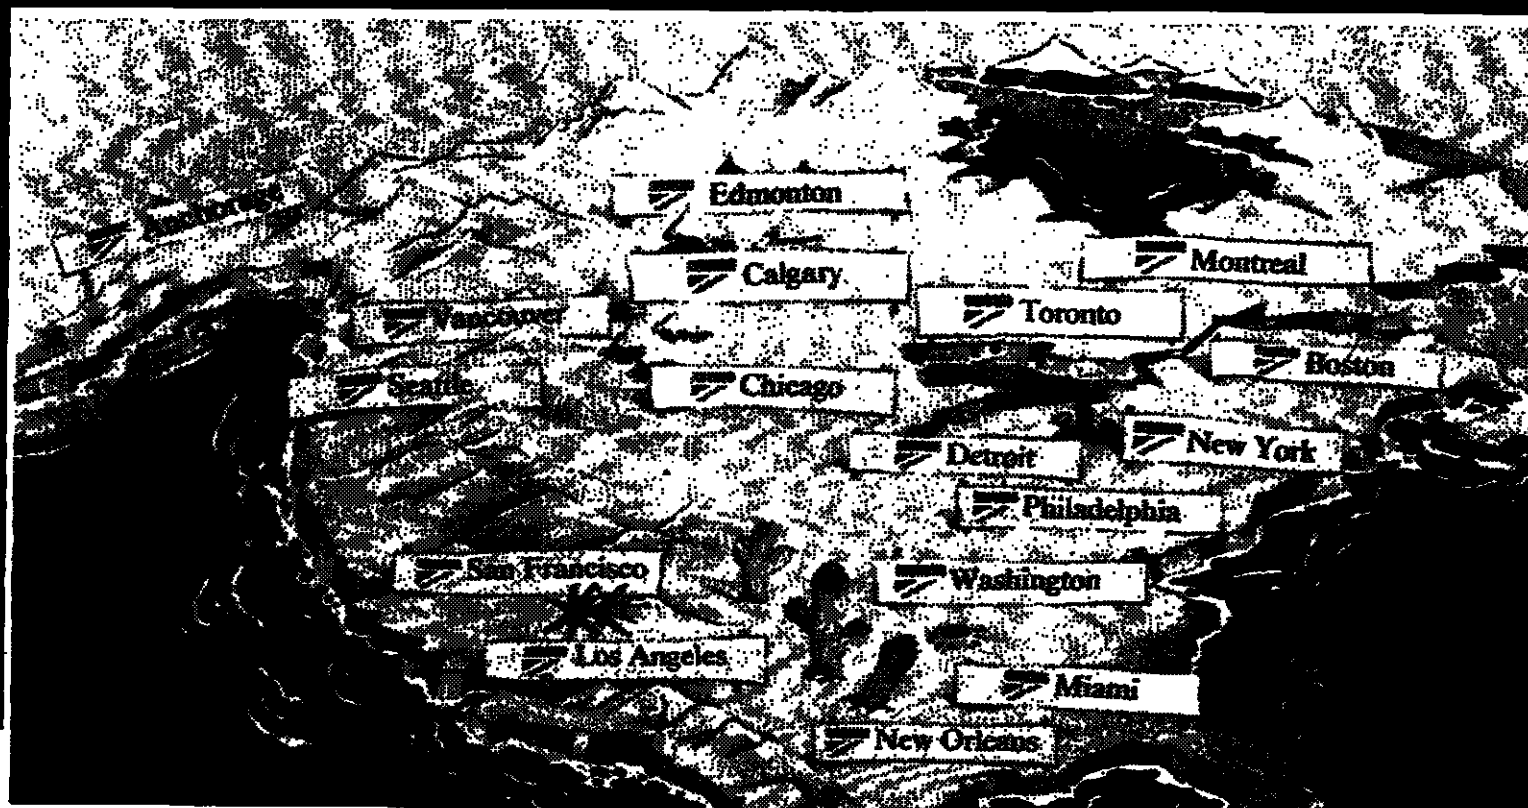 Edmonton
Anchorage
Montreal
Calgary
Toronto
Vancouver
Boston
Seattle
Chicago
New York
Detroit
Philadelphia
San Francisco
Washington
Los Angeles
Miami
New Orleans